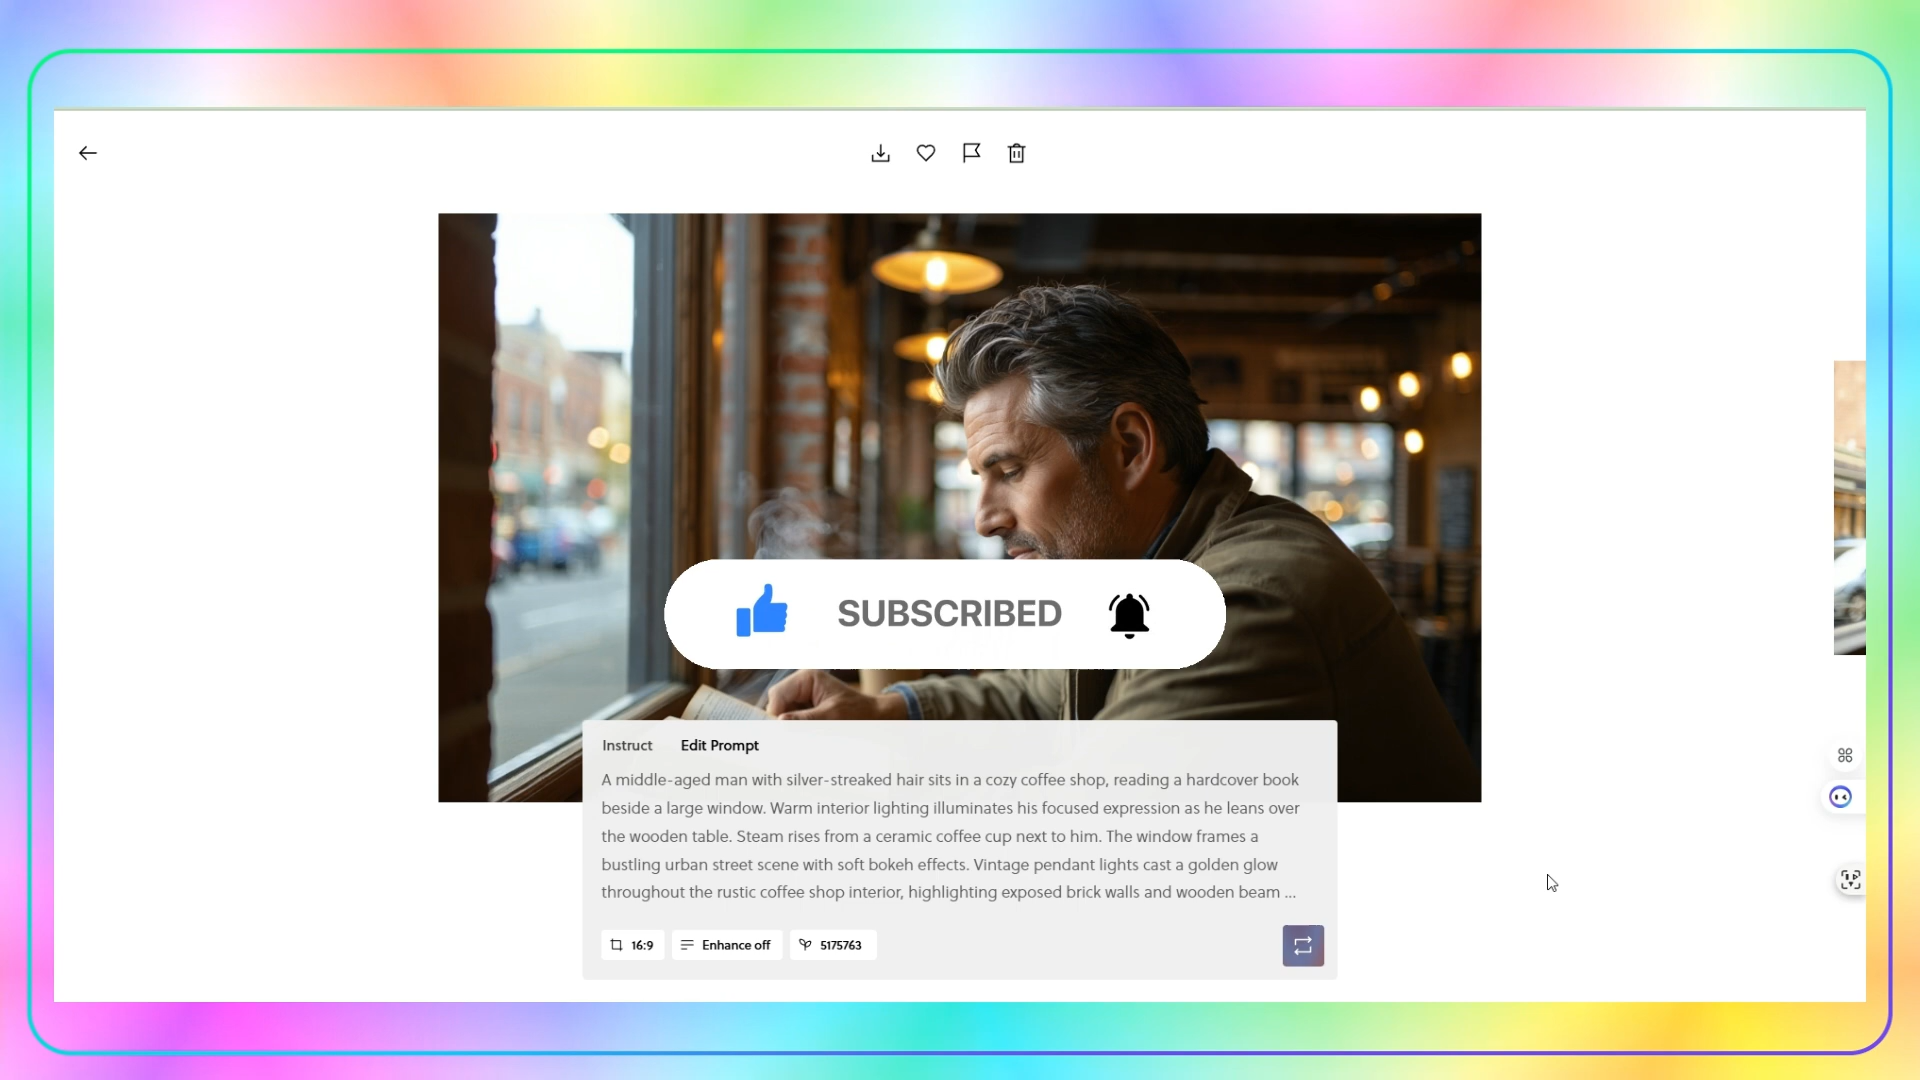 SUBSCRIBED
Instruct Edit Prompt
A middle-aged man with silver-streaked hair sits in a cozy coffee shop, reading a hardcover book
beside a large window. Warm interior lighting illuminates his focused expression as he leans over
the wooden table. Steam rises from a ceramic coffee cup next to him. The window frames a
bustling urban street scene with soft bokeh effects. Vintage pendant lights cast a golden glow
throughout the rustic coffee shop interior, highlighting exposed brick walls and wooden beam ...
16:9 Enhance off 5175763